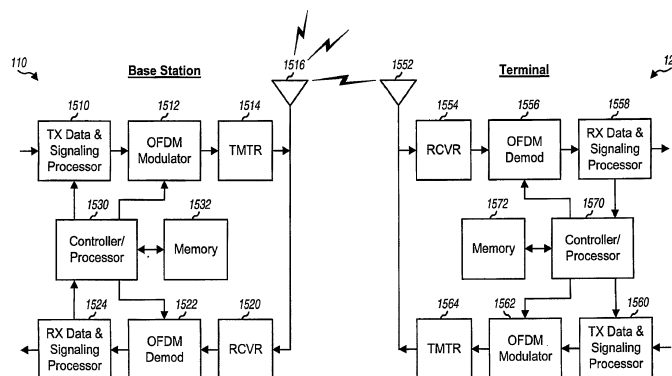 110
Base Station
1516
1552
Terminal
12
1510
TX Data &
Signaling
Processor
1512
OFDM
Modulator
1514
TMTR
1554
RCVR
1556
OFDM
Demod
1558
RX Data &
Signaling
Processor
1530
Controller/
Processor
1532
Memory
1572
Memory
1570
Controller/
Processor
1524
RX Data &
Signaling
Processor
1522
OFDM
Demod
1520
RCVR
1564
TMTR
1562
OFDM
Modulator
1560
TX Data &
Signaling
Processor